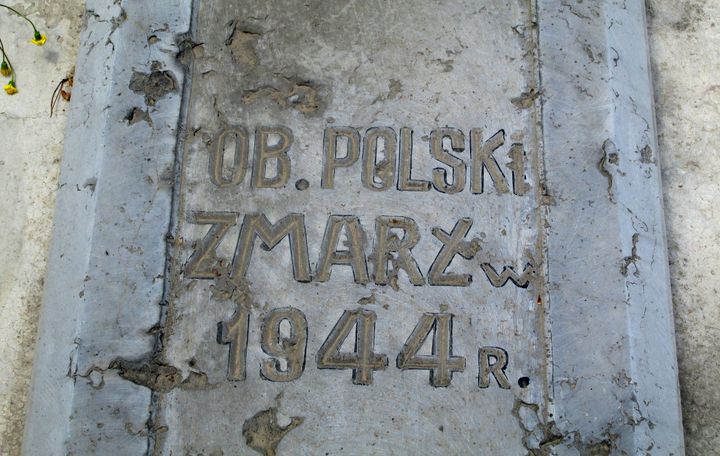 OB. POLSKI
ZMARŁ w
1944 R.